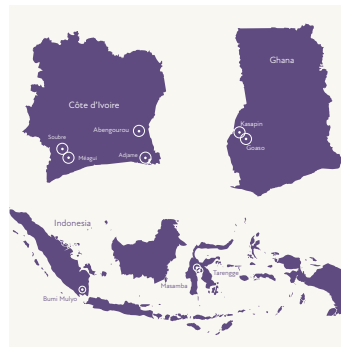 Ghana
Côte d'Ivoire
Kasapin
Abengourou
Soubre
Goaso
Méagui
Adjame
Indonesia
Tarengge
Masamba
Bumi Mulyo